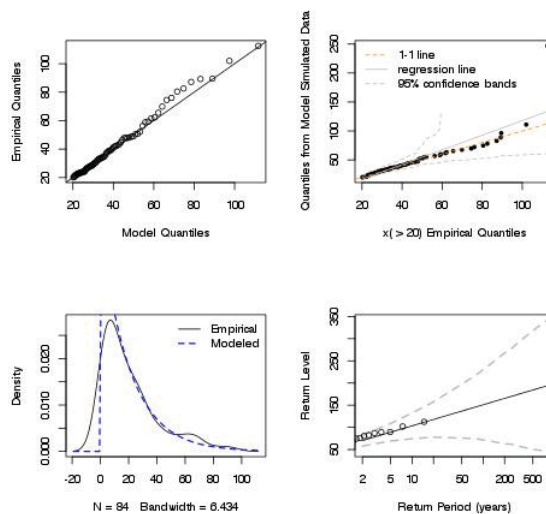 Empirical Quantiles
100
80
60
40
20
20 40 60 80 100
Model Quantiles
Quantiles from Model Simulated Data
250
200
150
100
50
1-1 line
regression line
95% confidence bands
20 40 60 80 100
x( > 20) Empirical Quantiles
Density
0.020
0.010
0.000
Empirical
Modeled
-20 0 20 40 60 80 100
N = 84 Bandwidth = 6.434
Return Level
350
250
150
50
2 5 10 50 200 500
Return Period (years)